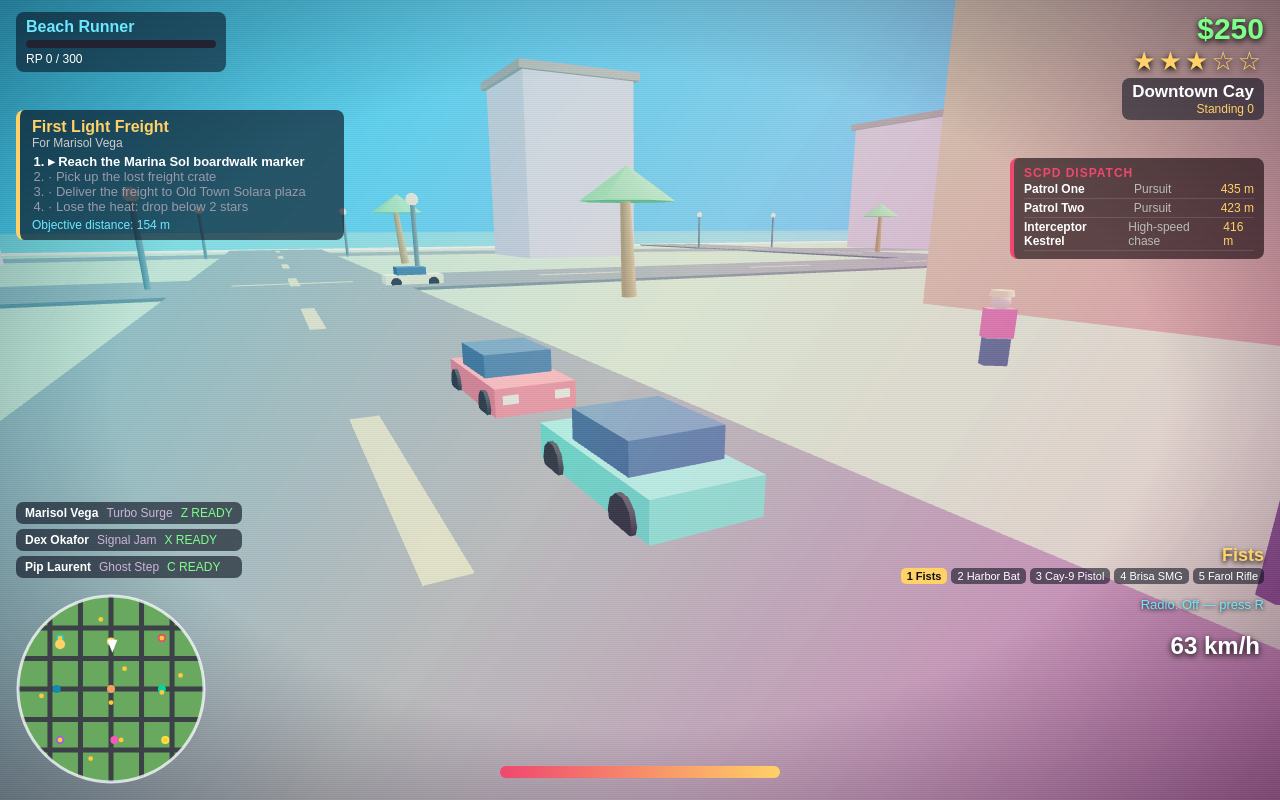 Beach Runner
RP 0 / 300
First Light Freight
For Marisol Vega
1. ▸ Reach the Marina Sol boardwalk marker
2. · Pick up the lost freight crate
3. · Deliver the freight to Old Town Solara plaza
4. · Lose the heat: drop below 2 stars
Objective distance: 154 m
$250
★★★☆☆
Downtown Cay
Standing 0
SCPD DISPATCH
Patrol One Pursuit 435 m
Patrol Two Pursuit 423 m
Interceptor High-speed 416
Kestrel chase m
Marisol Vega Turbo Surge Z READY
Dex Okafor Signal Jam X READY
Pip Laurent Ghost Step C READY
Fists
1 Fists 2 Harbor Bat 3 Cay-9 Pistol 4 Brisa SMG 5 Farol Rifle
Radio: Off — press R
63 km/h